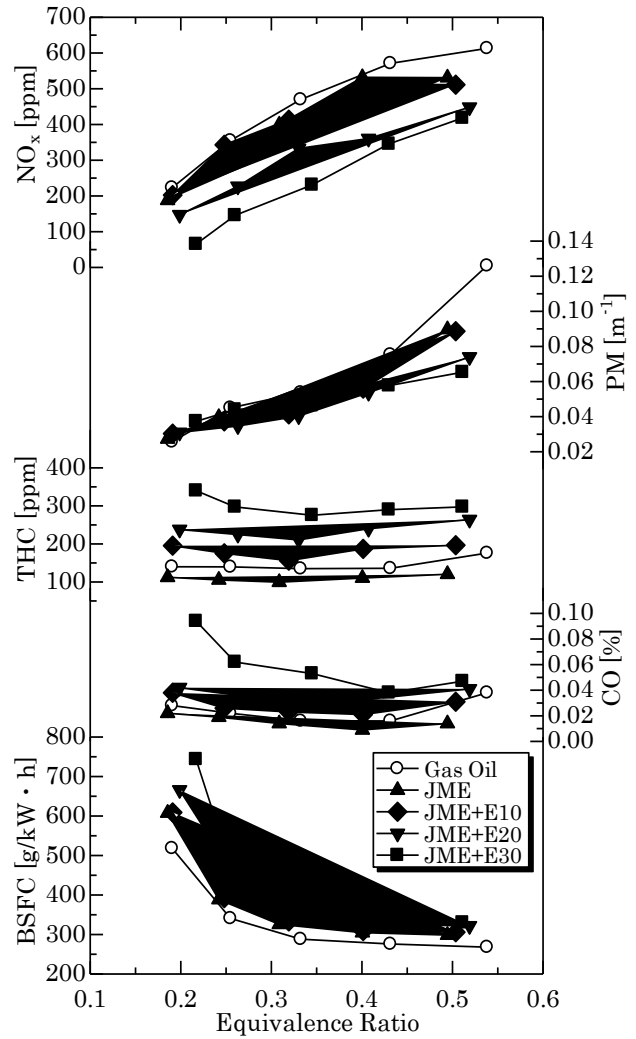 700
600
500
400
300
200
100
0
NOx [ppm]
0.14
0.12
0.10
0.08
0.06
0.04
0.02
PM [m-1]
400
300
200
100
THC [ppm]
0.10
0.08
0.06
0.04
0.02
0.00
CO [%]
800
700
600
500
400
300
200
BSFC [g/kW・h]
Gas Oil
JME
JME+E10
JME+E20
JME+E30
0.1 0.2 0.3 0.4 0.5 0.6
Equivalence Ratio